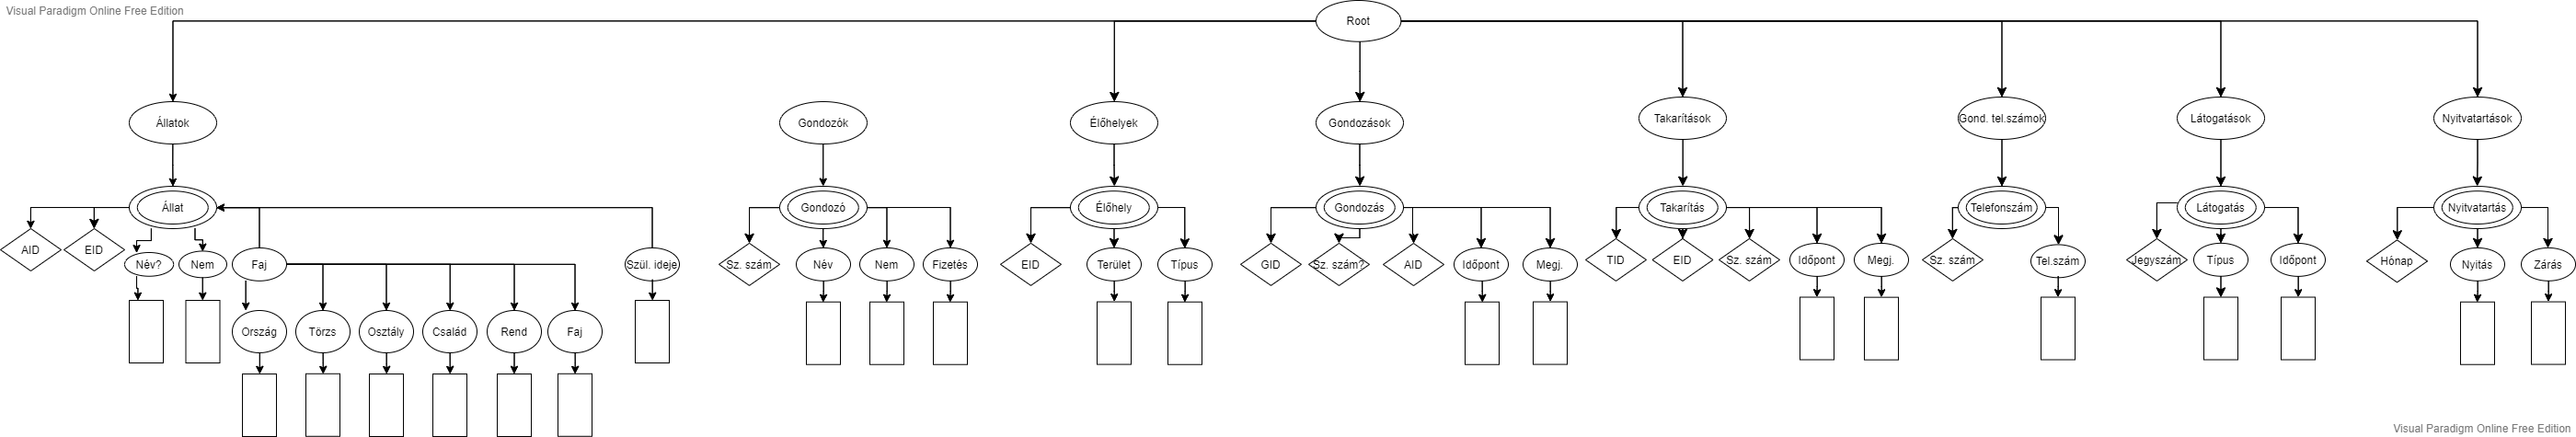 Visual Paradigm Online Free Edition
Root
Állatok
Gondozók
Élőhelyek
Gondozások
Takarítások
Gond. tel.számok
Látogatások
Nyitvatartások
Állat
Gondozó
Élőhely
Gondozás
Takarítás
Telefonszám
Látogatás
Nyitvatartás
AID
EID
Név?
Nem
Faj
Szül. ideje
Sz. szám
Név
Nem
Fizetés
EID
Terület
Típus
GID
Sz. szám?
AID
Időpont
Megj.
TID
EID
Sz. szám
Időpont
Megj.
Sz. szám
Tel.szám
Jegyszám
Típus
Időpont
Hónap
Nyitás
Zárás
Ország
Törzs
Osztály
Család
Rend
Faj
Visual Paradigm Online Free Edition